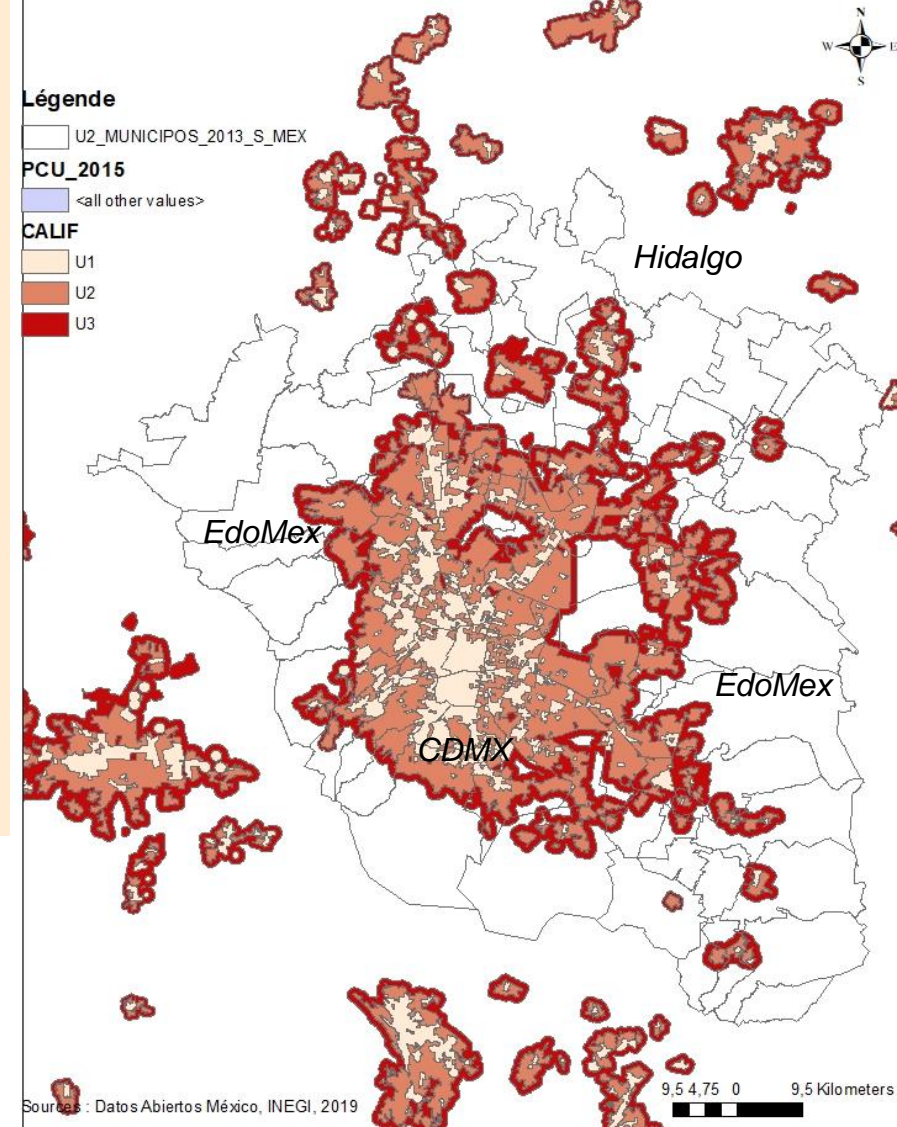 N
W E
S
Légende
U2_MUNICIPOS_2013_S_MEX
PCU_2015
<all other values>
CALIF
U1
U2
U3
Hidalgo
EdoMex
EdoMex
CDMX
9,5 4,75 0 9,5 Kilometers
Sources : Datos Abiertos México, INEGI, 2019